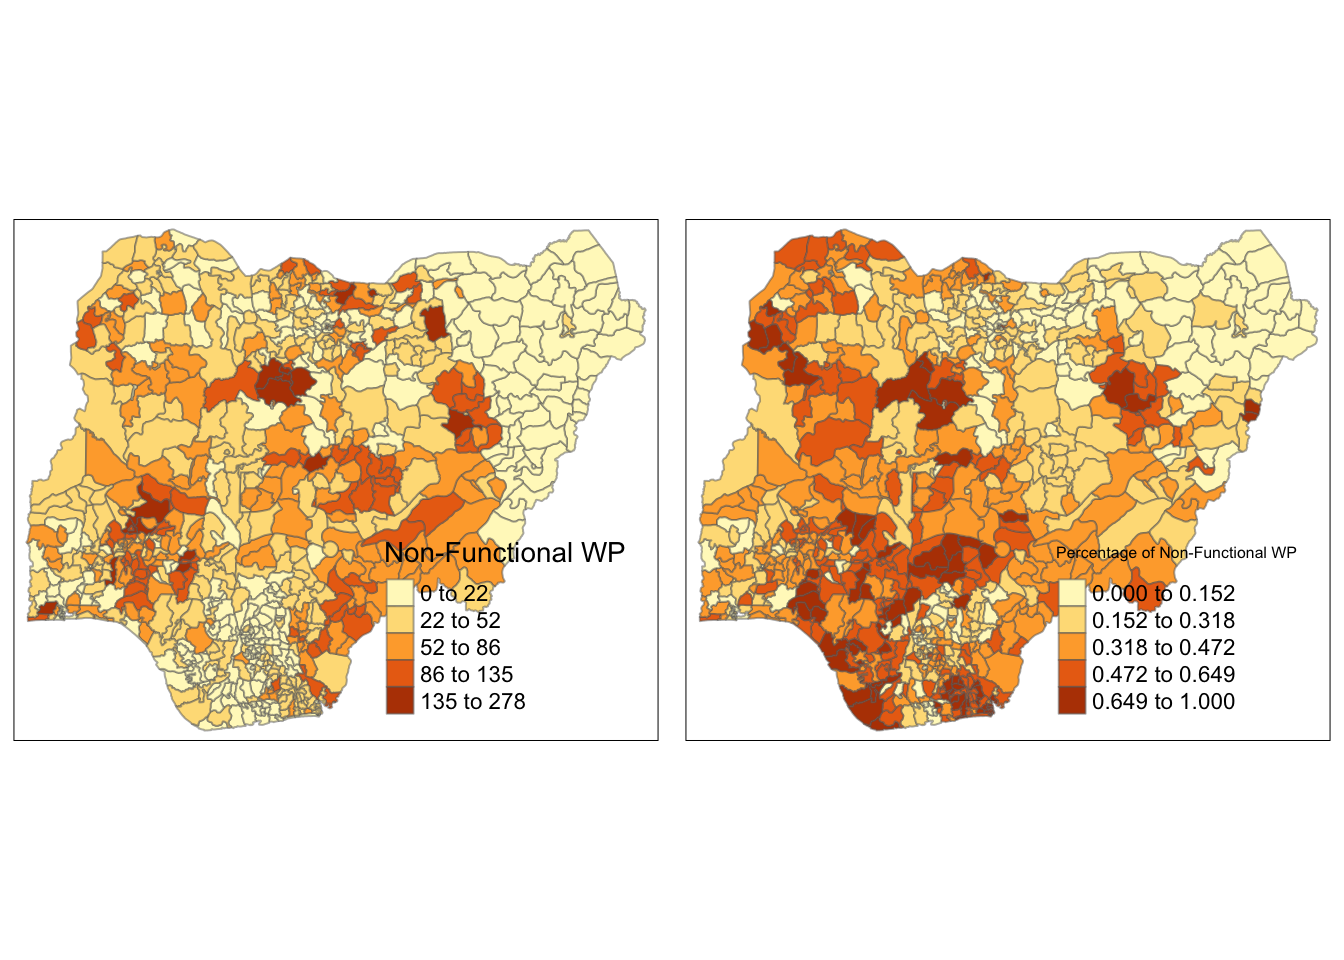 Non-Functional WP
0 to 22
22 to 52
52 to 86
86 to 135
135 to 278
Percentage of Non-Functional WP
0.000 to 0.152
0.152 to 0.318
0.318 to 0.472
0.472 to 0.649
0.649 to 1.000